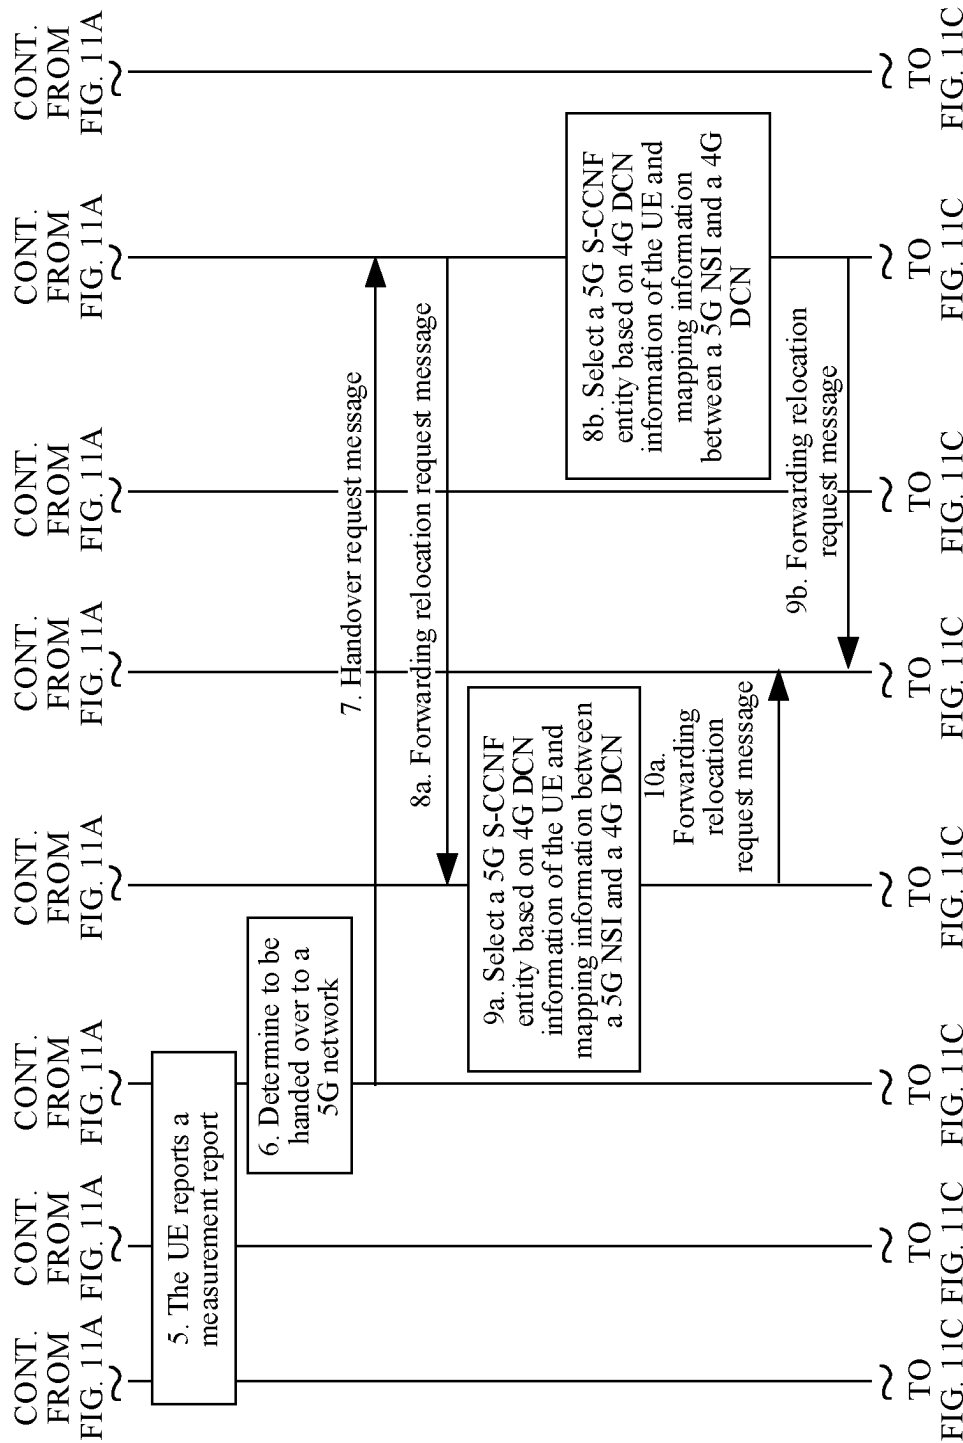 CONT.
FROM
FIG. 11A
CONT.
FROM
FIG. 11A
CONT.
FROM
FIG. 11A
CONT.
FROM
FIG. 11A
CONT.
FROM
FIG. 11A
CONT.
FROM
FIG. 11A
CONT.
FROM
FIG. 11A
CONT.
FROM
FIG. 11A
5. The UE reports a
measurement report
6. Determine to be
handed over to a
5G network
7. Handover request message
8a. Forwarding relocation request message
9a. Select a 5G S-CCNF
entity based on 4G DCN
information of the UE and
mapping information between
a 5G NSI and a 4G DCN
8b. Select a 5G S-CCNF
entity based on 4G DCN
information of the UE and
mapping information
between a 5G NSI and a 4G
DCN
10a.
Forwarding
relocation
request message
9b. Forwarding relocation
request message
TO
FIG. 11C
TO
FIG. 11C
TO
FIG. 11C
TO
FIG. 11C
TO
FIG. 11C
TO
FIG. 11C
TO
FIG. 11C
TO
FIG. 11C